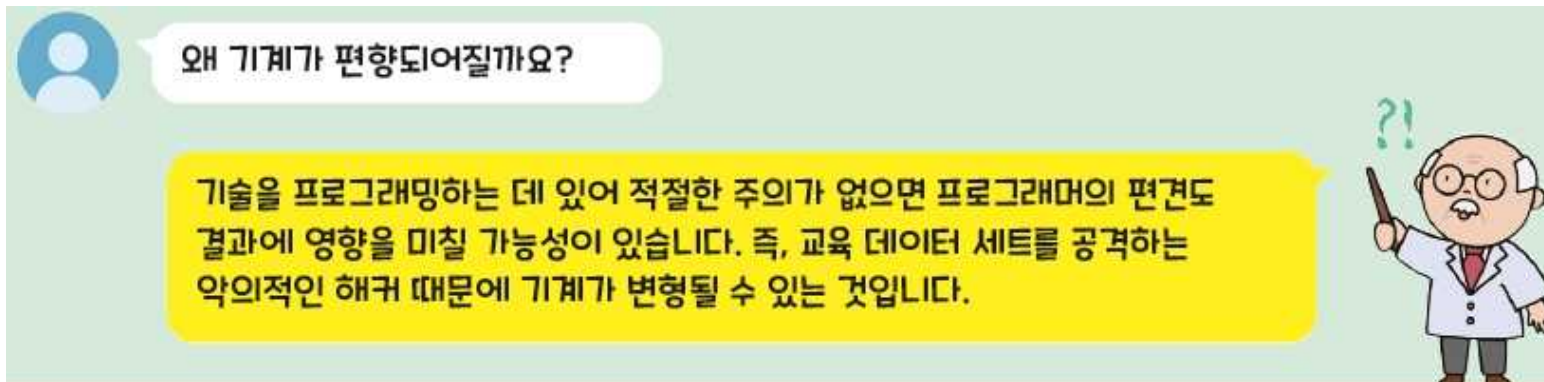 왜 기계가 편향되어질까요?
?!
기술을 프로그래밍하는 데 있어 적절한 주의가 없으면 프로그래머의 편견도
결과에 영향을 미칠 가능성이 있습니다. 즉, 교육 데이터 세트를 공격하는
악의적인 해커 때문에 기계가 변형될 수 있는 것입니다.